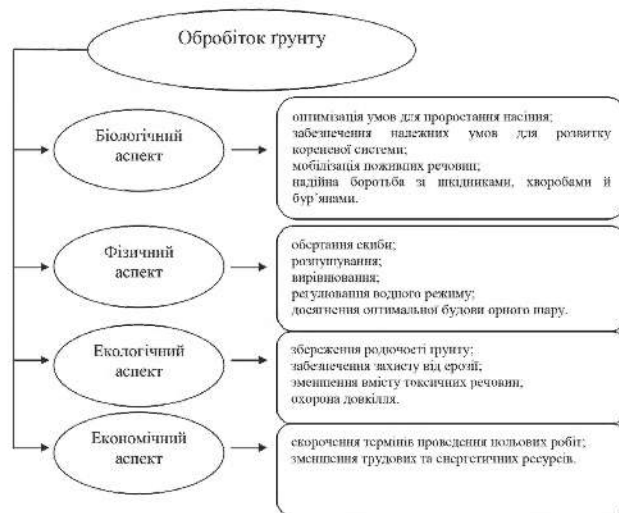 Обробіток ґрунту
Біологічний
аспект
оптимізація умов для проростання насіння;
забезпечення належних умов для розвитку
кореневої системи;
мобілізація поживних речовин;
надійна боротьба зі шкідниками, хворобами й
бур´янами.
Фізичний
аспект
обертання скиби;
розпушування;
вирівнювання;
регулювання водного режиму;
досягнення оптимальної будови орного шару.
Екологічний
аспект
збереження родючості ґрунту;
забезпечення захисту від ерозії;
зменшення вмісту токсичних речовин;
охорона довкілля.
Економічний
аспект
скорочення термінів проведення польових робіт;
зменшення трудових та енергетичних ресурсів.